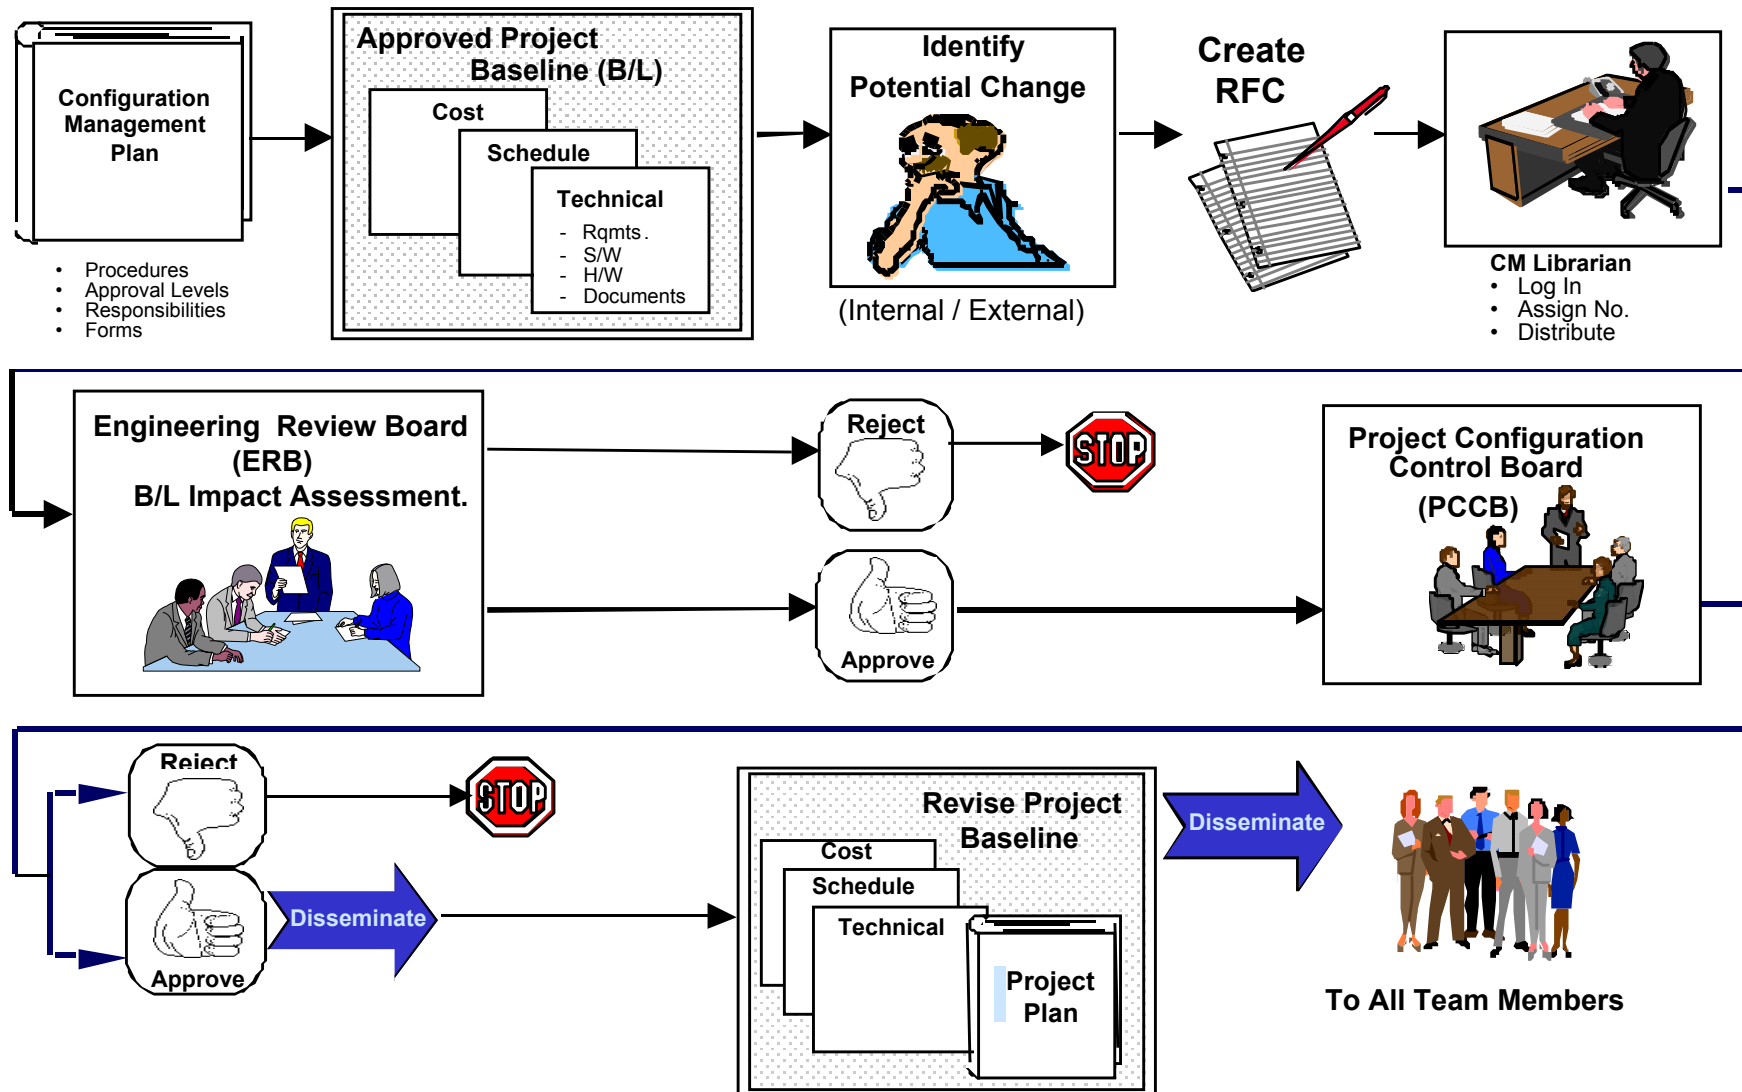 Configuration
Management
Plan
• Procedures
• Approval Levels
• Responsibilities
• Forms
Approved Project
Baseline (B/L)
Cost
Schedule
Technical
- Rqmts.
- S/W
- H/W
- Documents
Identify
Potential Change
(Internal / External)
Create
RFC
CM Librarian
• Log In
• Assign No.
• Distribute
Engineering Review Board
(ERB)
B/L Impact Assessment.
Reject
STOP
Approve
Project Configuration
Control Board
(PCCB)
Reject
STOP
Approve
Disseminate
Revise Project
Baseline
Cost
Schedule
Technical
Project
Plan
Disseminate
To All Team Members